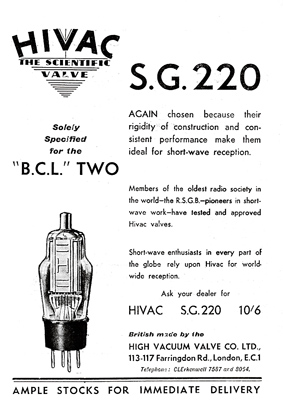 HIVAC
THE SCIENTIFIC
VALVE
S.G. 220
Solely
Specified
for the
"B.C.L." TWO
AGAIN chosen because their
rigidity of construction and con-
sistent performance make them
ideal for short-wave reception.
Members of the oldest radio society in
the world—the R.S.G.B.—pioneers in short-
wave work—have tested and approved
Hivac valves.
Short-wave enthusiasts in every part of
the globe rely upon Hivac for world-
wide reception.
Ask your dealer for
HIVAC S.G. 220 10/6
British made by the
HIGH VACUUM VALVE CO. LTD.,
113-117 Farringdon Rd., London, E.C.1
Telephone: CLErkenwell 7587 and 8054.
AMPLE STOCKS FOR IMMEDIATE DELIVERY